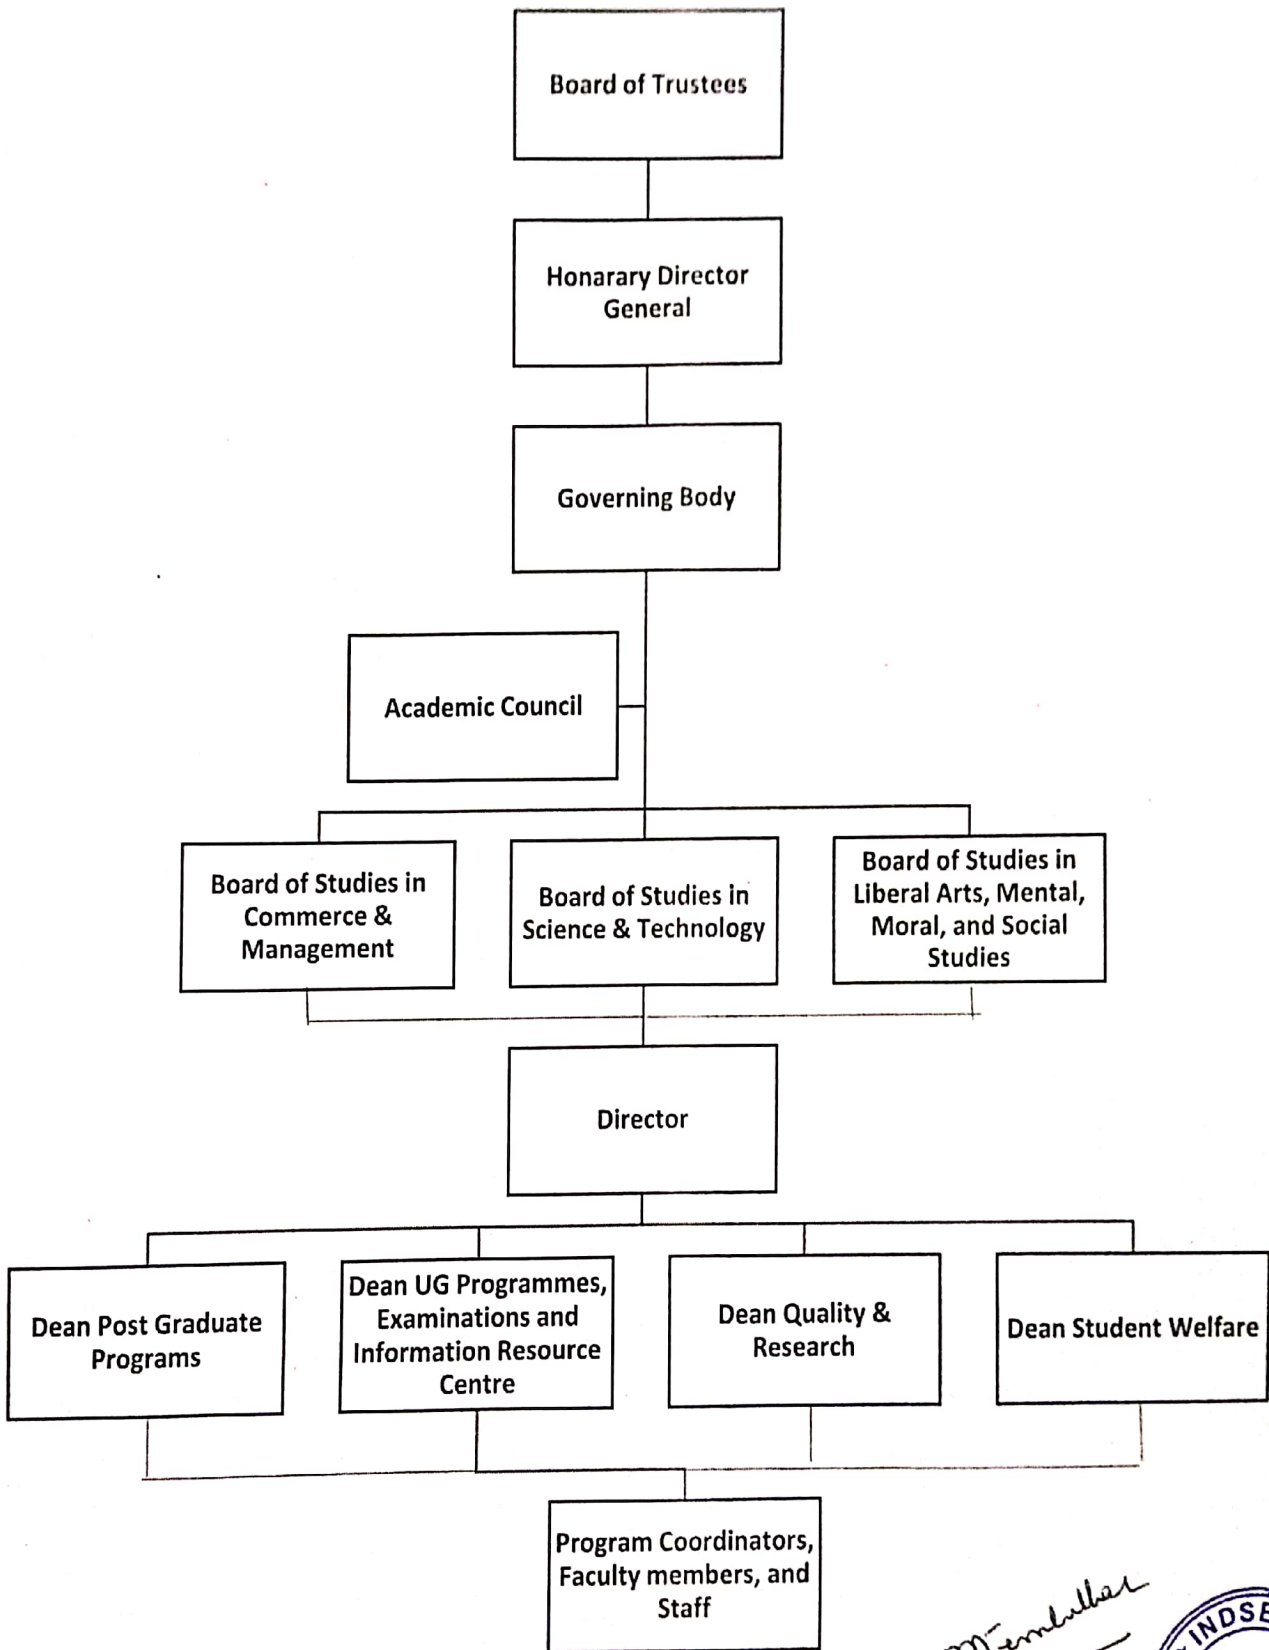 Board of Trustees
Honarary Director
General
Governing Body
Academic Council
Board of Studies in
Commerce &
Management
Board of Studies in
Science & Technology
Board of Studies in
Liberal Arts, Mental,
Moral, and Social
Studies
Director
Dean Post Graduate
Programs
Dean UG Programmes,
Examinations and
Information Resource
Centre
Dean Quality &
Research
Dean Student Welfare
Program Coordinators,
Faculty members, and
Staff
INDSE